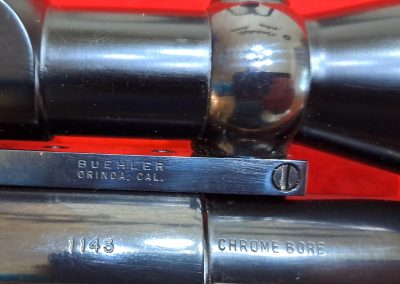 BUEHLER
ORINDA, CAL.
1143 CHROME BORE